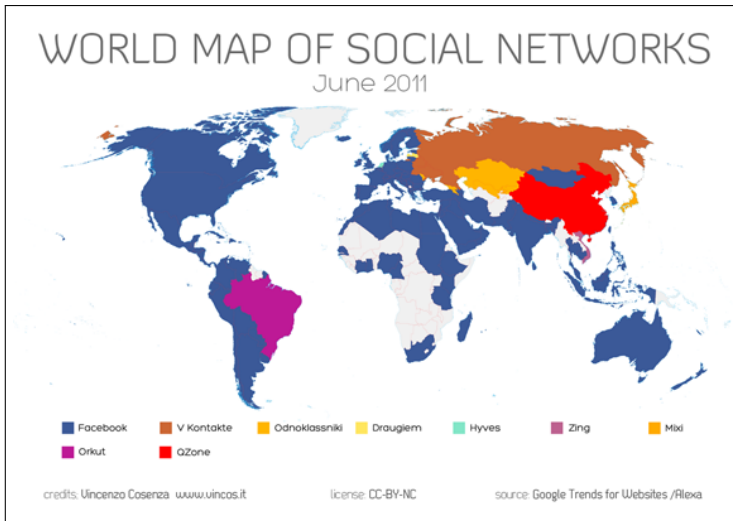 WORLD MAP OF SOCIAL NETWORKS
June 2011
Facebook V Kontakte Odnoklassniki Draugiem Hyves Zing Mixi
Orkut QZone
credits: Vincenzo Cosenza www.vincos.it license: CC-BY-NC source: Google Trends for Websites /Alexa